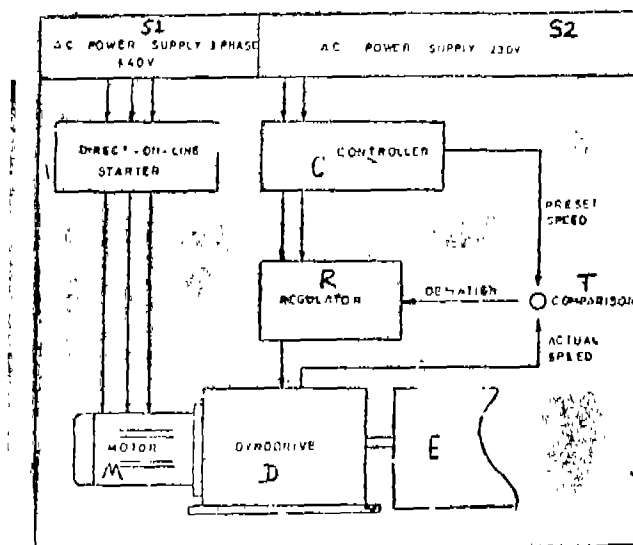 S1
S2
AC POWER SUPPLY 3 PHASE
440V
AC POWER SUPPLY 230V
DIRECT-ON-LINE
STARTER
CONTROLLER
C
PRESET
SPEED
R
REGULATOR
DEVIATION
T
COMPARISON
ACTUAL
SPEED
MOTOR
M
DYNODRIVE
D
E